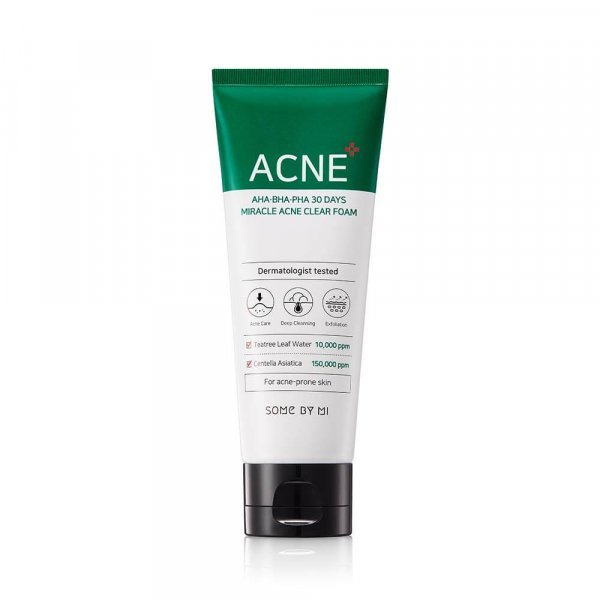 ACNE+
AHA·BHA·PHA 30 DAYS
MIRACLE ACNE CLEAR FOAM
Dermatologist tested
Acne Care
Deep Cleansing
Exfoliation
Teatree Leaf Water 10,000 ppm
Centella Asiatica 150,000 ppm
For acne-prone skin
SOME BY MI